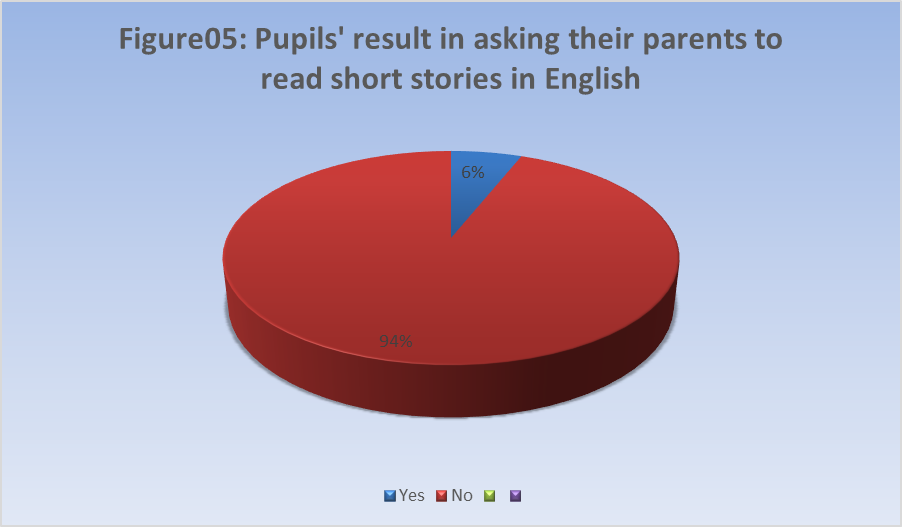 Figure05: Pupils' result in asking their parents to
read short stories in English
6%
94%
Yes No